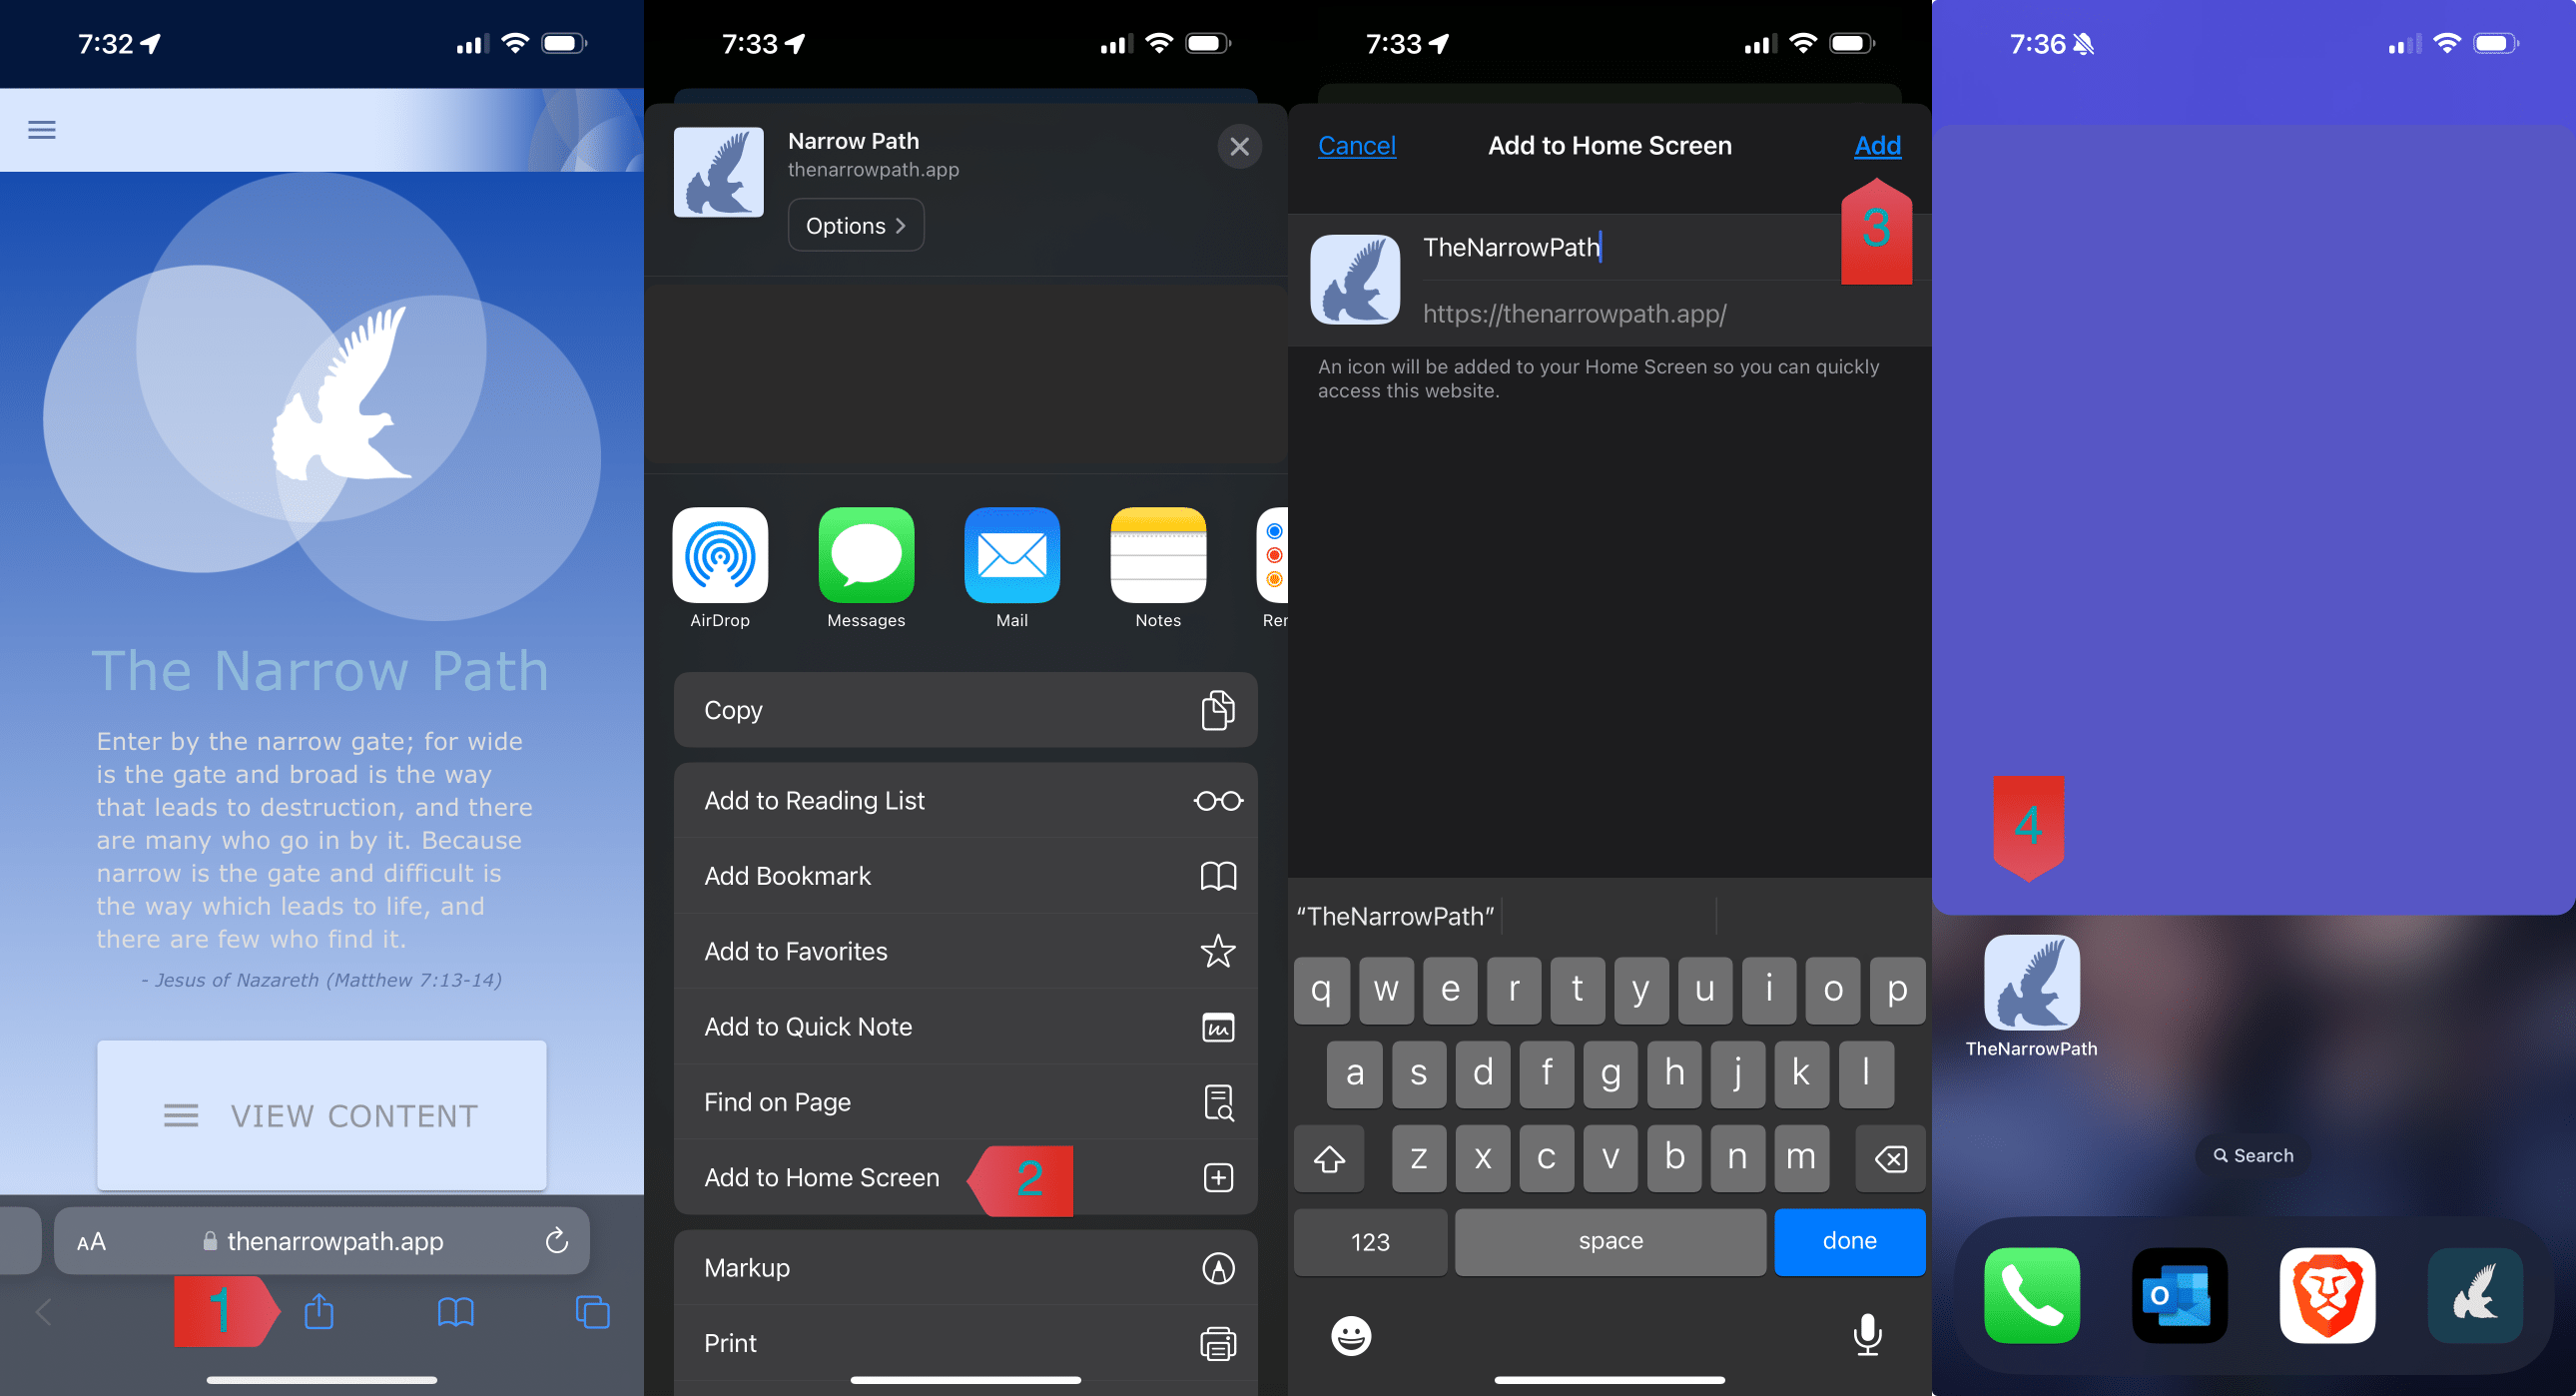 7:32
The Narrow Path
Enter by the narrow gate; for wide
is the gate and broad is the way
that leads to destruction, and there
are many who go in by it. Because
narrow is the gate and difficult is
the way which leads to life, and
there are few who find it.
- Jesus of Nazareth (Matthew 7:13-14)
VIEW CONTENT
AA thenarrowpath.app
1
7:33
Narrow Path
thenarrowpath.app
Options
AirDrop Messages Mail Notes Rer
Copy
Add to Reading List
Add Bookmark
Add to Favorites
Add to Quick Note
Find on Page
Add to Home Screen 2
Markup
Print
7:33
Cancel Add to Home Screen Add
3
TheNarrowPath
https://thenarrowpath.app/
An icon will be added to your Home Screen so you can quickly
access this website.
“TheNarrowPath”
q w e r t y u i o p
a s d f g h j k l
z x c v b n m
123 space done
7:36
4
TheNarrowPath
Search
O